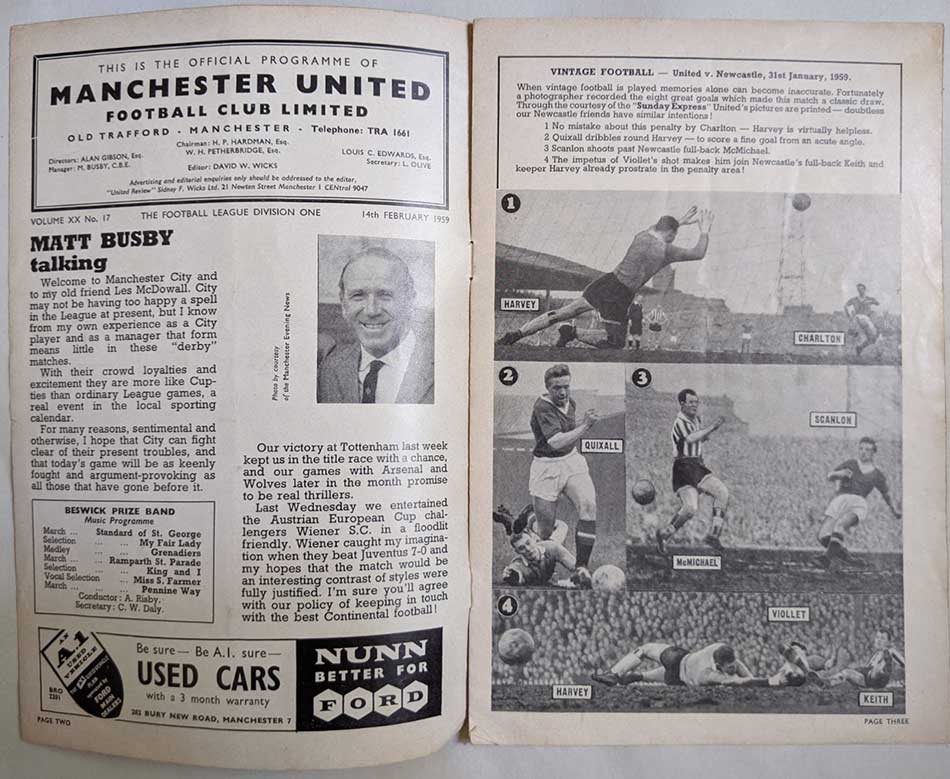 THIS IS THE OFFICIAL PROGRAMME OF
MANCHESTER UNITED
FOOTBALL CLUB LIMITED
OLD TRAFFORD · MANCHESTER · Telephone: TRA 1661
Chairman: H. P. HARDMAN, Esq.
Directors: ALAN GIBSON, Esq. W. H. PETHERBRIDGE, Esq. LOUIS C. EDWARDS, Esq.
Manager: M. BUSBY, C.B.E. Secretary: L. OLIVE
Editor: DAVID W. WICKS
Advertising and editorial enquiries only should be addressed to the editor,
"United Review" Sidney F. Wicks Ltd. 21 Newton Street Manchester 1 CENtral 9047
VOLUME XX No. 17 THE FOOTBALL LEAGUE DIVISION ONE 14th FEBRUARY 1959
MATT BUSBY
talking
Welcome to Manchester City and
to my old friend Les McDowall. City
may not be having too happy a spell
in the League at present, but I know
from my own experience as a City
player and as a manager that form
means little in these "derby"
matches.
With their crowd loyalties and
excitement they are more like Cup-
ties than ordinary League games, a
real event in the local sporting
calendar.
For many reasons, sentimental and
otherwise, I hope that City can fight
clear of their present troubles, and
that today's game will be as keenly
fought and argument-provoking as
all those that have gone before it.
BESWICK PRIZE BAND
Music Programme
March ... Standard of St. George
Selection ... ... My Fair Lady
Medley ... ... Grenadiers
March ... ... Ramparth St. Parade
Selection ... ... King and I
Vocal Selection ... Miss S. Farmer
March ... ... Pennine Way
Conductor: A. Risby.
Secretary: C. W. Daly.
Photo by courtesy
of the Manchester Evening News
Our victory at Tottenham last week
kept us in the title race with a chance,
and our games with Arsenal and
Wolves later in the month promise
to be real thrillers.
Last Wednesday we entertained
the Austrian European Cup chal-
lengers Wiener S.C. in a floodlit
friendly. Wiener caught my imagina-
tion when they beat Juventus 7-0 and
my hopes that the match would be
an interesting contrast of styles were
fully justified. I'm sure you'll agree
with our policy of keeping in touch
with the best Continental football!
AN
A.1
USED
VEHICLE
FORD
MAIN
DEALERS
BRO
2201
Be sure— Be A.I. sure—
USED CARS
with a 3 month warranty
262 BURY NEW ROAD, MANCHESTER 7
NUNN
BETTER FOR
FORD
PAGE TWO
VINTAGE FOOTBALL — United v. Newcastle, 31st January, 1959.
When vintage football is played memories alone can become inaccurate. Fortunately
a photographer recorded the eight great goals which made this match a classic draw.
Through the courtesy of the "Sunday Express" United's pictures are printed — doubtless
our Newcastle friends have similar intentions!
1 No mistake about this penalty by Charlton — Harvey is virtually helpless.
2 Quixall dribbles round Harvey — to score a fine goal from an acute angle.
3 Scanlon shoots past Newcastle full-back McMichael.
4 The impetus of Viollet's shot makes him join Newcastle's full-back Keith and
keeper Harvey already prostrate in the penalty area!
1
HARVEY
CHARLTON
2
QUIXALL
3
SCANLON
McMICHAEL
4
VIOLLET
HARVEY
KEITH
PAGE THREE